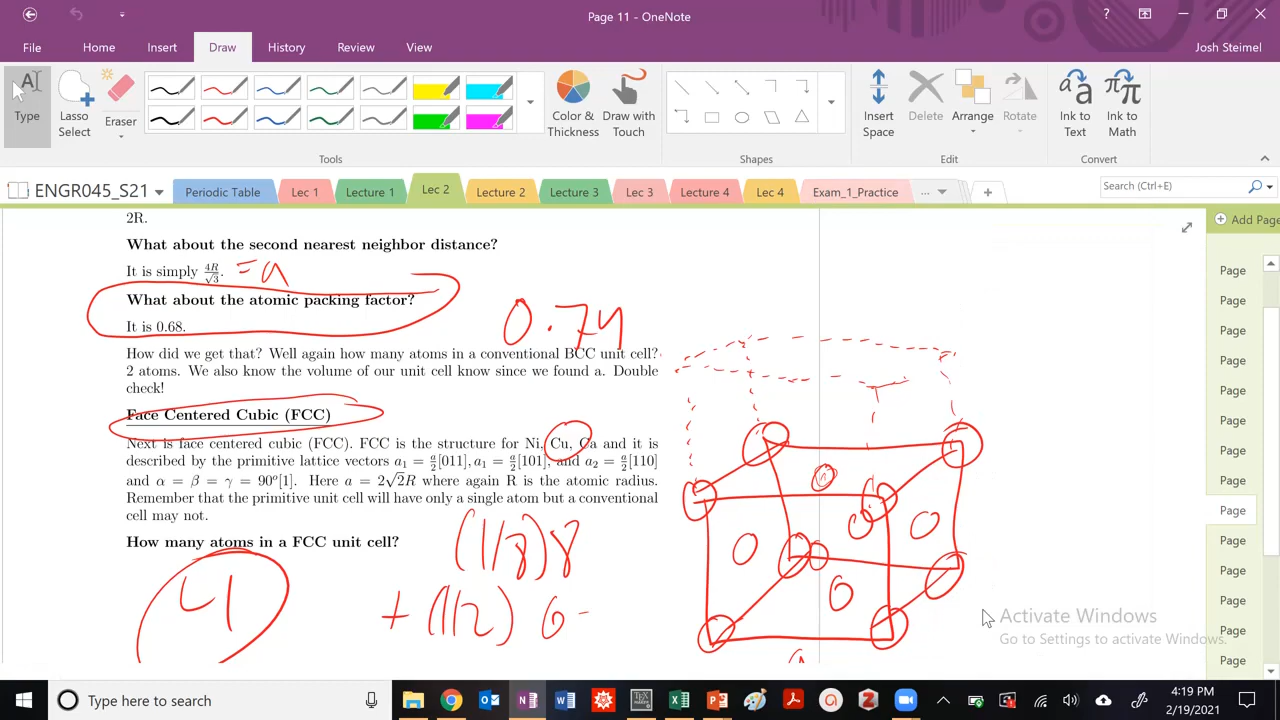 Page 11 - OneNote
?
File
Home
Insert
Draw
History
Review
View
Josh Steimel
Type
Lasso Select
Eraser
Color & Thickness
Draw with Touch
Insert Space
Delete
Arrange
Rotate
Ink to Text
Ink to Math
Tools
Shapes
Edit
Convert
ENGR045_S21
Periodic Table
Lec 1
Lecture 1
Lec 2
Lecture 2
Lecture 3
Lec 3
Lecture 4
Lec 4
Exam_1_Practice
...
+
Search (Ctrl+E)
Add Page
Page
Page
Page
Page
Page
Page
Page
Page
Page
Page
Page
Page
Page
Page
2R.
What about the second nearest neighbor distance?
It is simply 4R/√3. = a
What about the atomic packing factor?
It is 0.68.
0.74
How did we get that? Well again how many atoms in a conventional BCC unit cell?
2 atoms. We also know the volume of our unit cell know since we found a. Double
check!
Face Centered Cubic (FCC)
Next is face centered cubic (FCC). FCC is the structure for Ni, Cu, Ca and it is
described by the primitive lattice vectors a₁ = a/2[011], a₁ = a/2[101], and a₂ = a/2[110]
and α = β = γ = 90°[1]. Here a = 2√2R where again R is the atomic radius.
Remember that the primitive unit cell will have only a single atom but a conventional
cell may not.
How many atoms in a FCC unit cell?
(1/8)8
4
+ (1/2) 6 =
Activate Windows
Go to Settings to activate Windows.
Type here to search
4:19 PM
2/19/2021